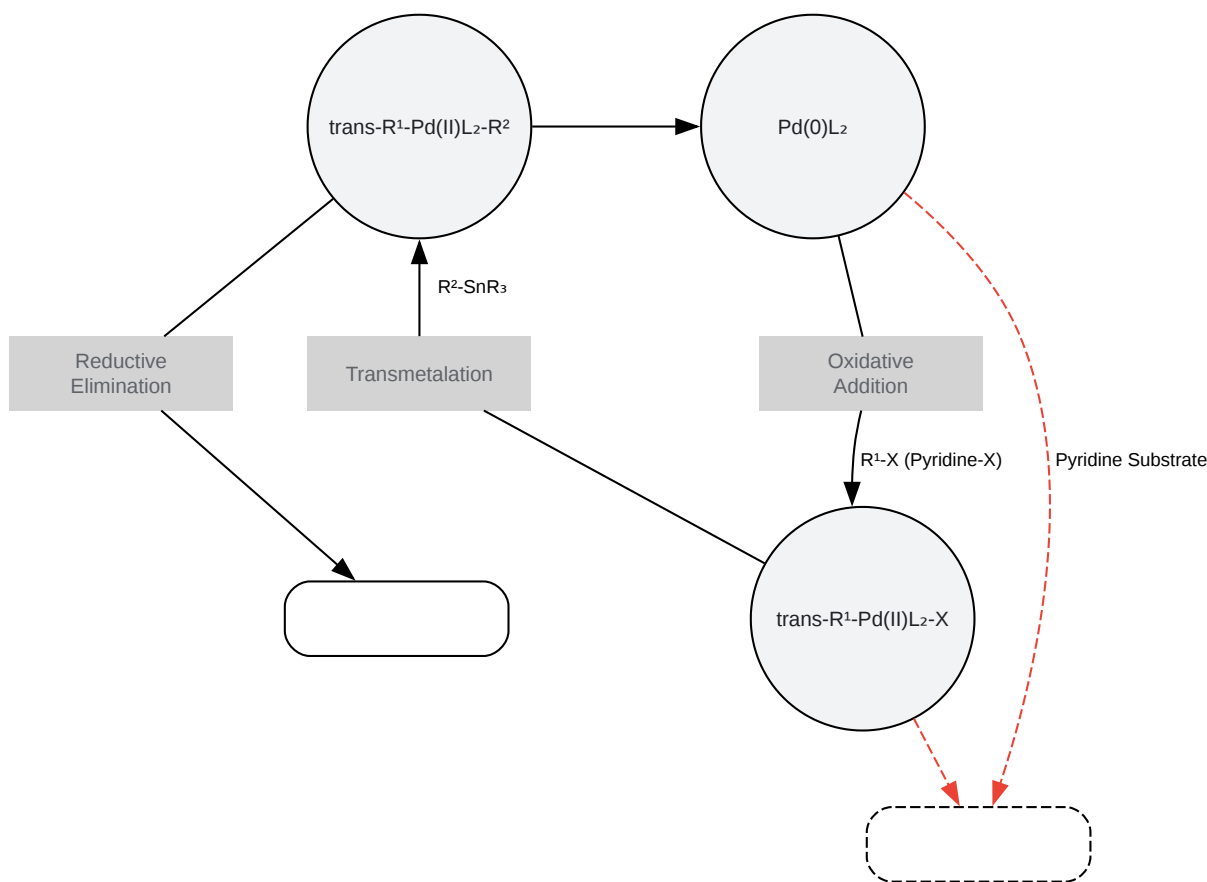 trans-R¹-Pd(II)L₂-R²
Pd(0)L₂
R²-SnR₃
Reductive
Elimination
Transmetalation
Oxidative
Addition
R¹-X (Pyridine-X)
Pyridine Substrate
trans-R¹-Pd(II)L₂-X